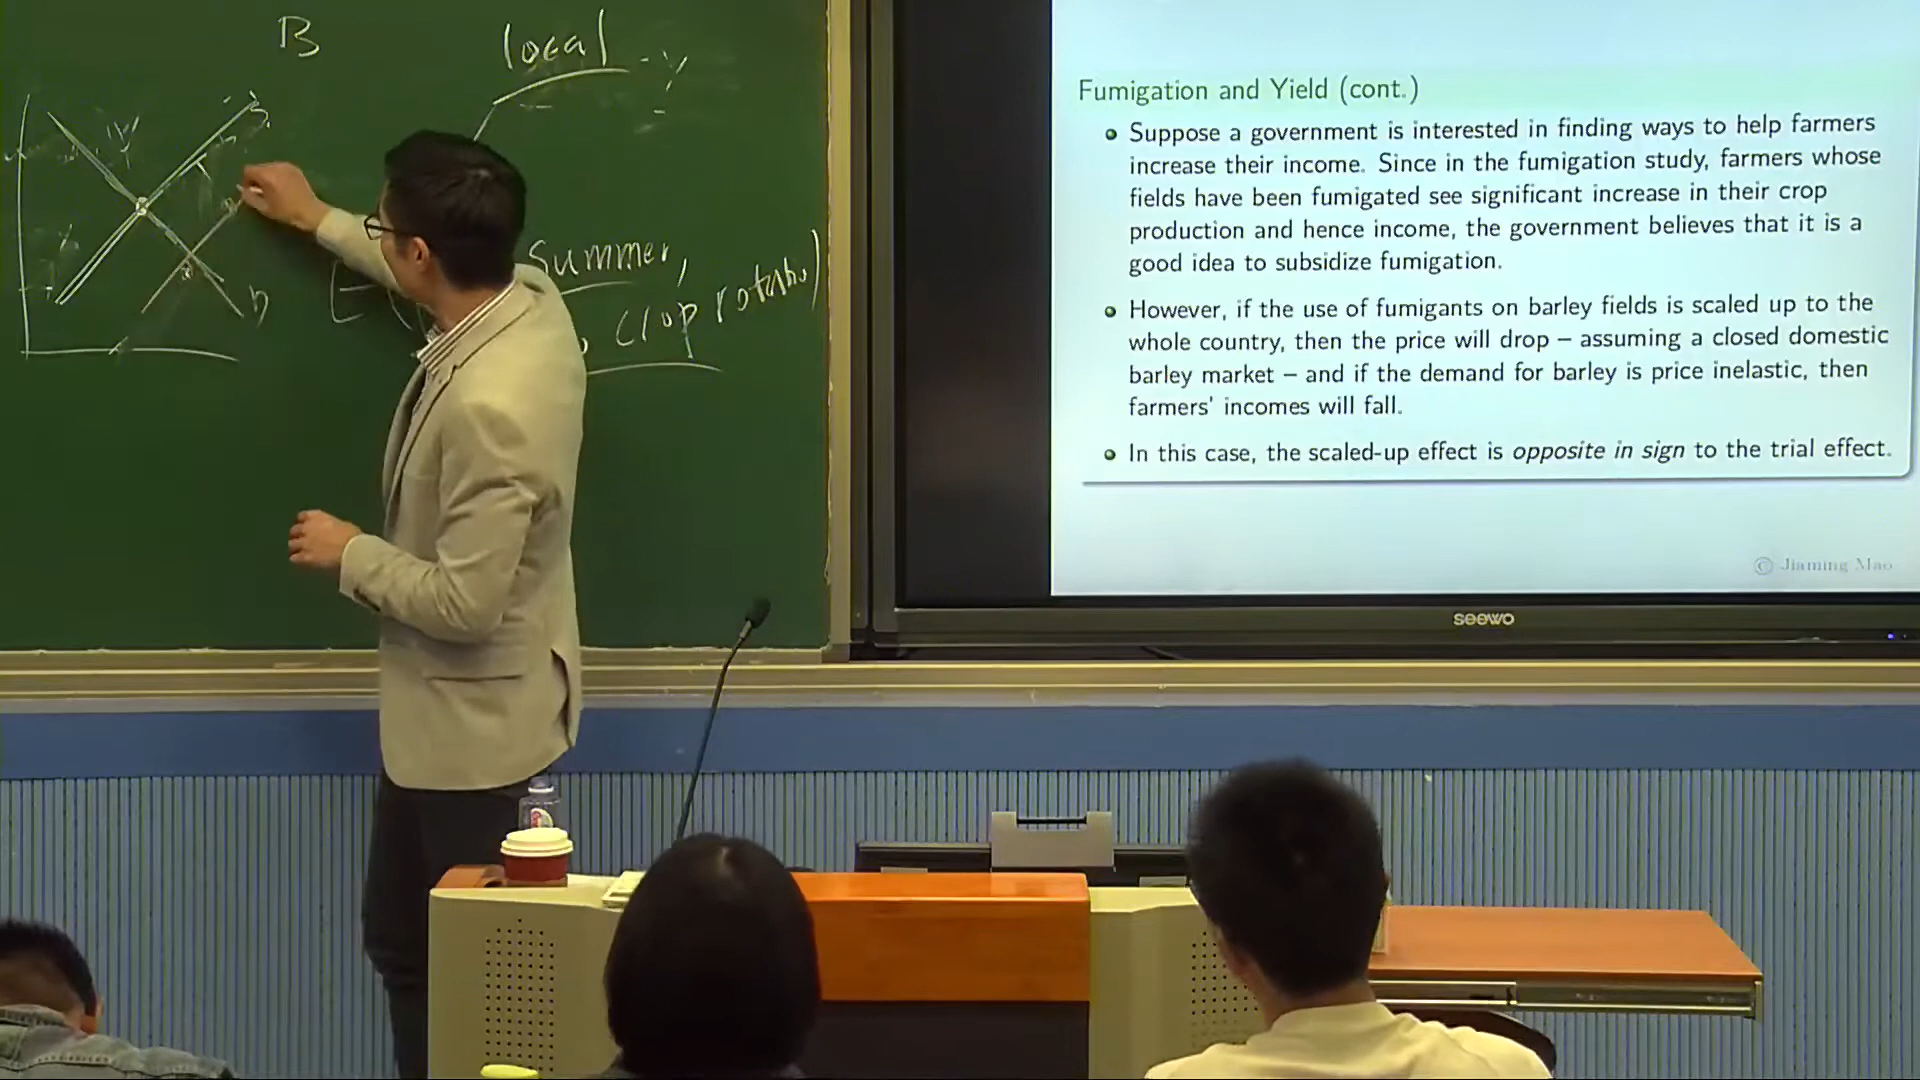 B
local
S
D
Summer,
crop rotatio)
Fumigation and Yield (cont.)
Suppose a government is interested in finding ways to help farmers
increase their income. Since in the fumigation study, farmers whose
fields have been fumigated see significant increase in their crop
production and hence income, the government believes that it is a
good idea to subsidize fumigation.
However, if the use of fumigants on barley fields is scaled up to the
whole country, then the price will drop – assuming a closed domestic
barley market – and if the demand for barley is price inelastic, then
farmers' incomes will fall.
In this case, the scaled-up effect is opposite in sign to the trial effect.
© Jiaming Mao
seewo